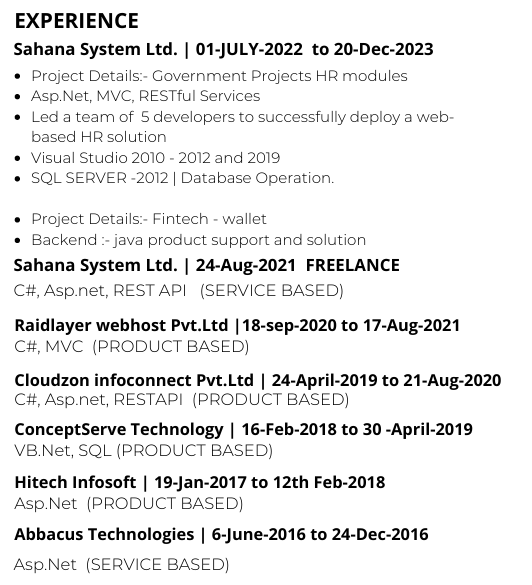 EXPERIENCE
Sahana System Ltd. | 01-JULY-2022  to 20-Dec-2023
• Project Details:- Government Projects HR modules
• Asp.Net, MVC, RESTful Services
• Led a team of  5 developers to successfully deploy a web-
based HR solution
• Visual Studio 2010 - 2012 and 2019
• SQL SERVER -2012 | Database Operation.
• Project Details:- Fintech - wallet
• Backend :- java product support and solution
Sahana System Ltd. | 24-Aug-2021  FREELANCE
C#, Asp.net, REST API   (SERVICE BASED)
Raidlayer webhost Pvt.Ltd |18-sep-2020 to 17-Aug-2021
C#, MVC  (PRODUCT BASED)
Cloudzon infoconnect Pvt.Ltd | 24-April-2019 to 21-Aug-2020
C#, Asp.net, RESTAPI  (PRODUCT BASED)
ConceptServe Technology | 16-Feb-2018 to 30 -April-2019
VB.Net, SQL (PRODUCT BASED)
Hitech Infosoft | 19-Jan-2017 to 12th Feb-2018
Asp.Net  (PRODUCT BASED)
Abbacus Technologies | 6-June-2016 to 24-Dec-2016
Asp.Net  (SERVICE BASED)